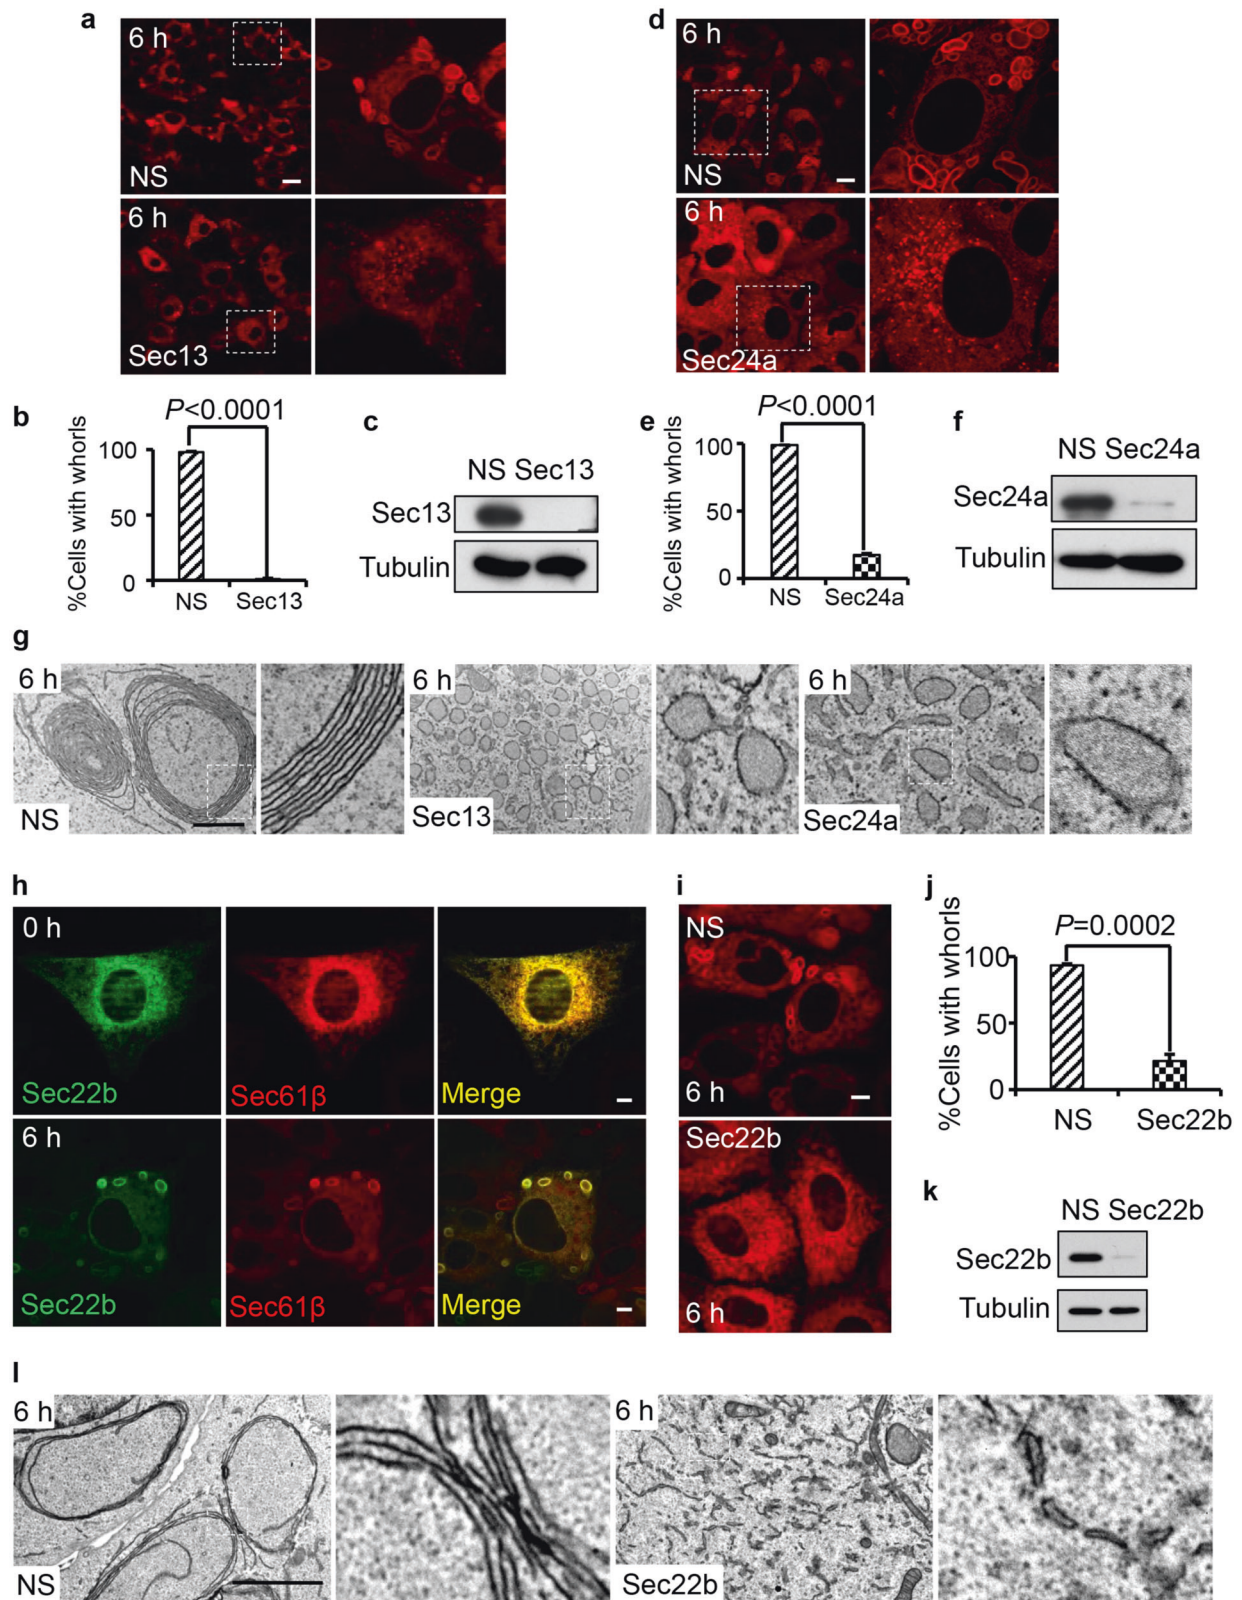 a
6 h
NS
6 h
Sec13
d
6 h
NS
6 h
Sec24a
b
P<0.0001
%Cells with whorls
100
50
0
NS
Sec13
c
NS Sec13
Sec13
Tubulin
e
P<0.0001
%Cells with whorls
100
50
0
NS
Sec24a
f
NS Sec24a
Sec24a
Tubulin
g
6 h
NS
6 h
Sec13
6 h
Sec24a
h
0 h
Sec22b
Sec61β
Merge
6 h
Sec22b
Sec61β
Merge
i
NS
6 h
Sec22b
6 h
j
P=0.0002
%Cells with whorls
100
50
0
NS
Sec22b
k
NS Sec22b
Sec22b
Tubulin
l
6 h
NS
6 h
Sec22b